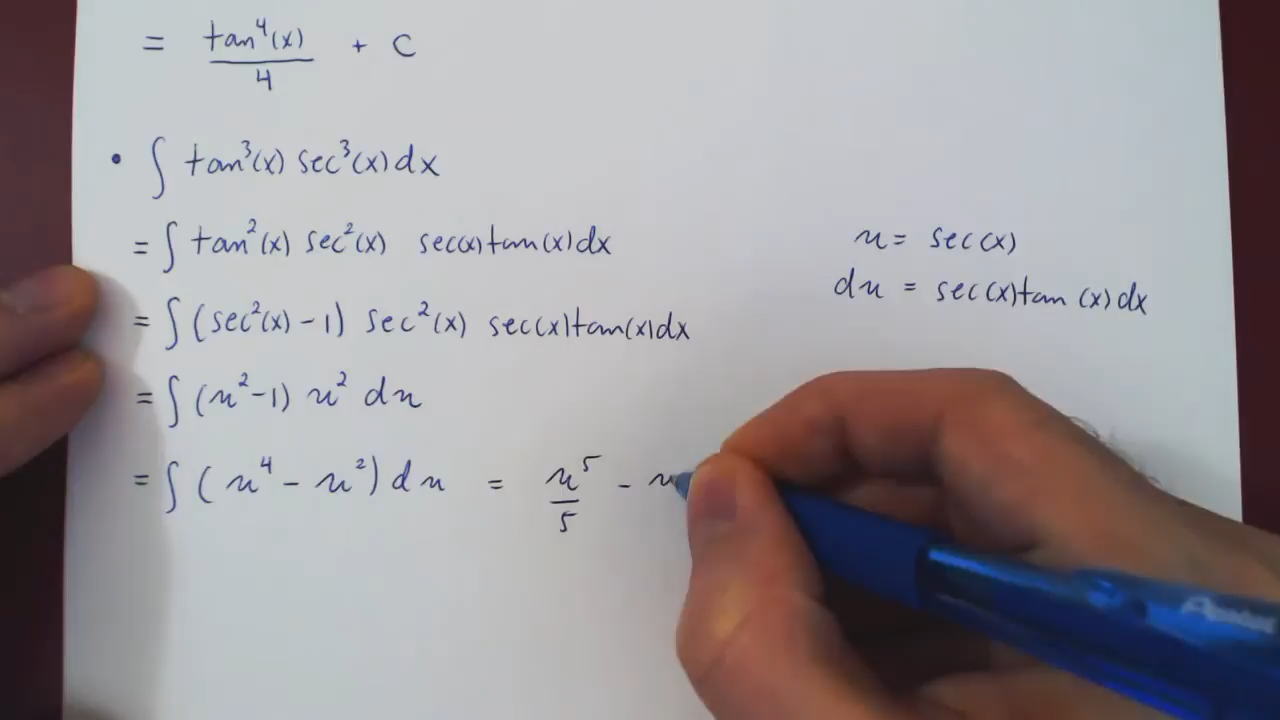 = tan⁴(x)/4 + C
• ∫ tan³(x) sec³(x) dx
= ∫ tan²(x) sec²(x) sec(x)tan(x)dx
u = sec(x)
du = sec(x)tan(x)dx
= ∫ (sec²(x) - 1) sec²(x) sec(x)tan(x)dx
= ∫ (u² - 1) u² du
= ∫ (u⁴ - u²) du = u⁵/5 - u